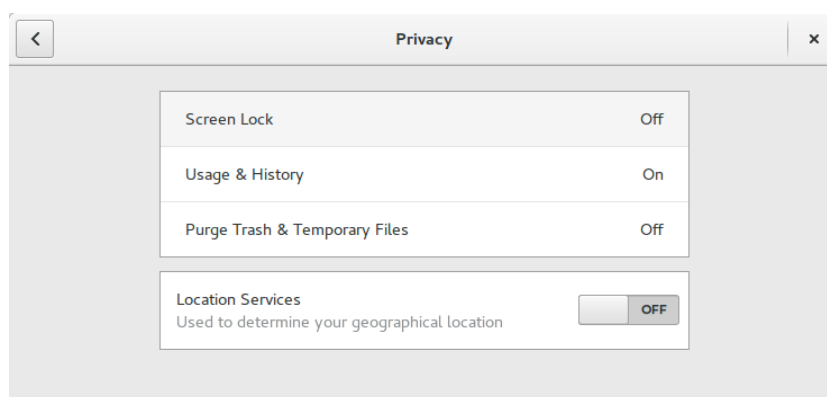 Privacy
Screen Lock Off
Usage & History On
Purge Trash & Temporary Files Off
Location Services
Used to determine your geographical location
OFF